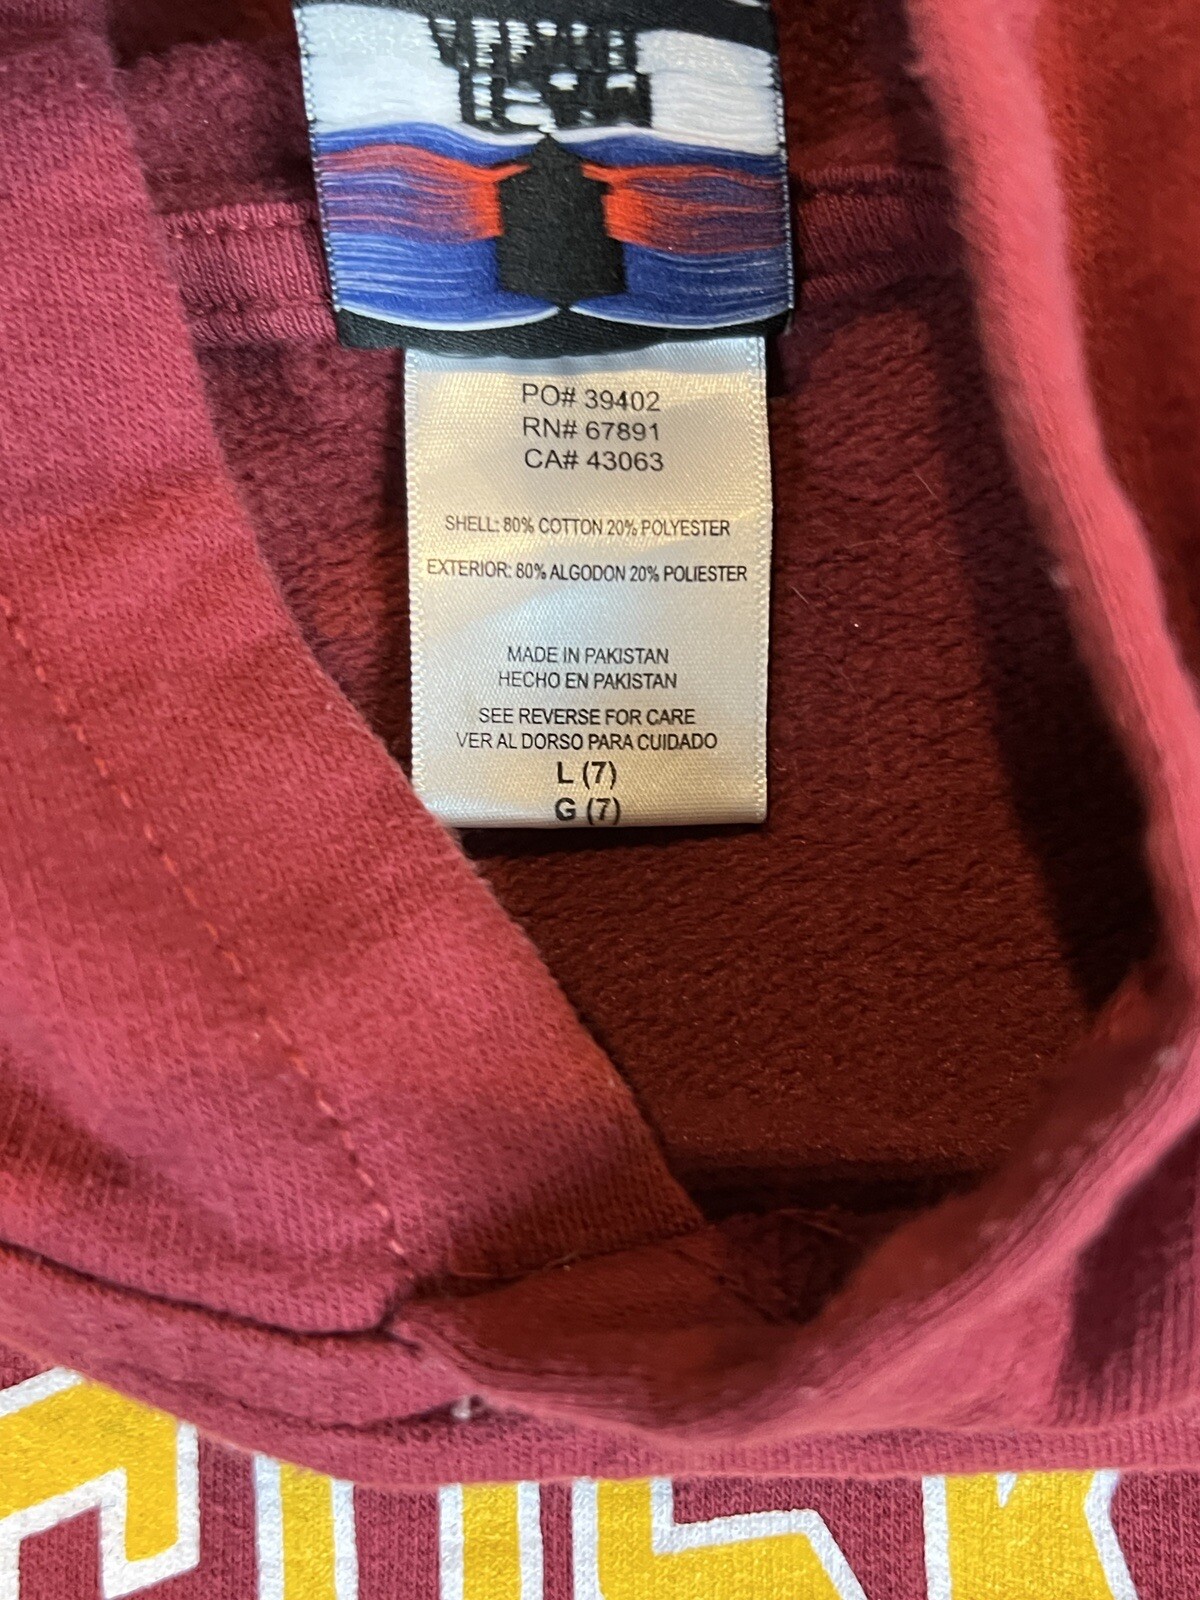 PO# 39402
RN# 67891
CA# 43063
SHELL: 80% COTTON 20% POLYESTER
EXTERIOR: 80% ALGODON 20% POLIESTER
MADE IN PAKISTAN
HECHO EN PAKISTAN
SEE REVERSE FOR CARE
VER AL DORSO PARA CUIDADO
L (7)
G (7)